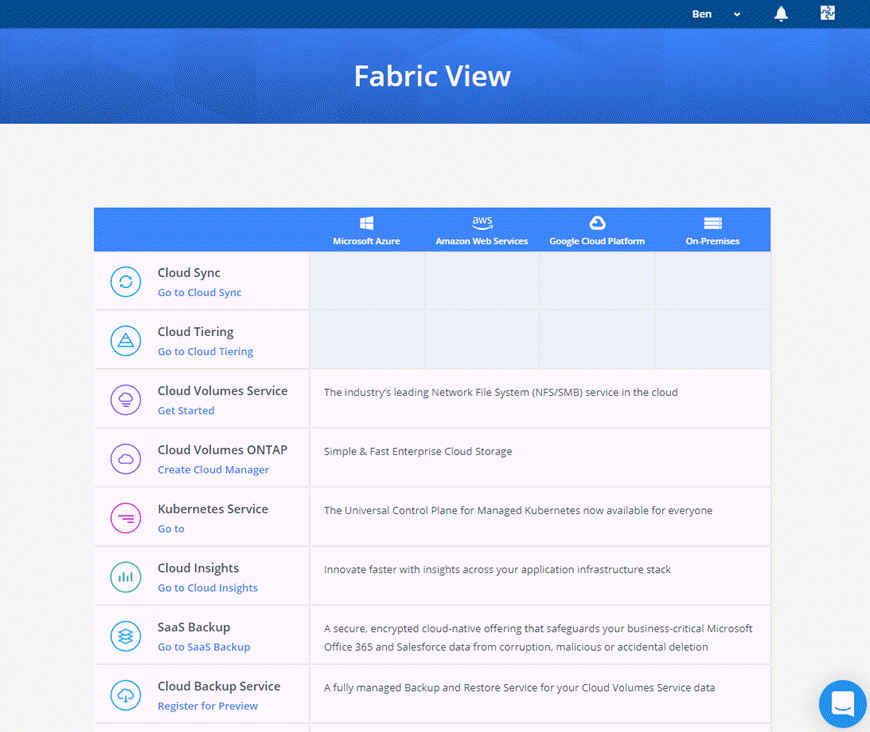 Ben
Fabric View
aws
Microsoft Azure
Amazon Web Services
Google Cloud Platform
On-Premises
Cloud Sync
Go to Cloud Sync
Cloud Tiering
Go to Cloud Tiering
Cloud Volumes Service
Get Started
The industry's leading Network File System (NFS/SMB) service in the cloud
Cloud Volumes ONTAP
Create Cloud Manager
Simple & Fast Enterprise Cloud Storage
Kubernetes Service
Go to
The Universal Control Plane for Managed Kubernetes now available for everyone
Cloud Insights
Go to Cloud Insights
Innovate faster with insights across your application infrastructure stack
SaaS Backup
Go to SaaS Backup
A secure, encrypted cloud-native offering that safeguards your business-critical Microsoft
Office 365 and Salesforce data from corruption, malicious or accidental deletion
Cloud Backup Service
Register for Preview
A fully managed Backup and Restore Service for your Cloud Volumes Service data